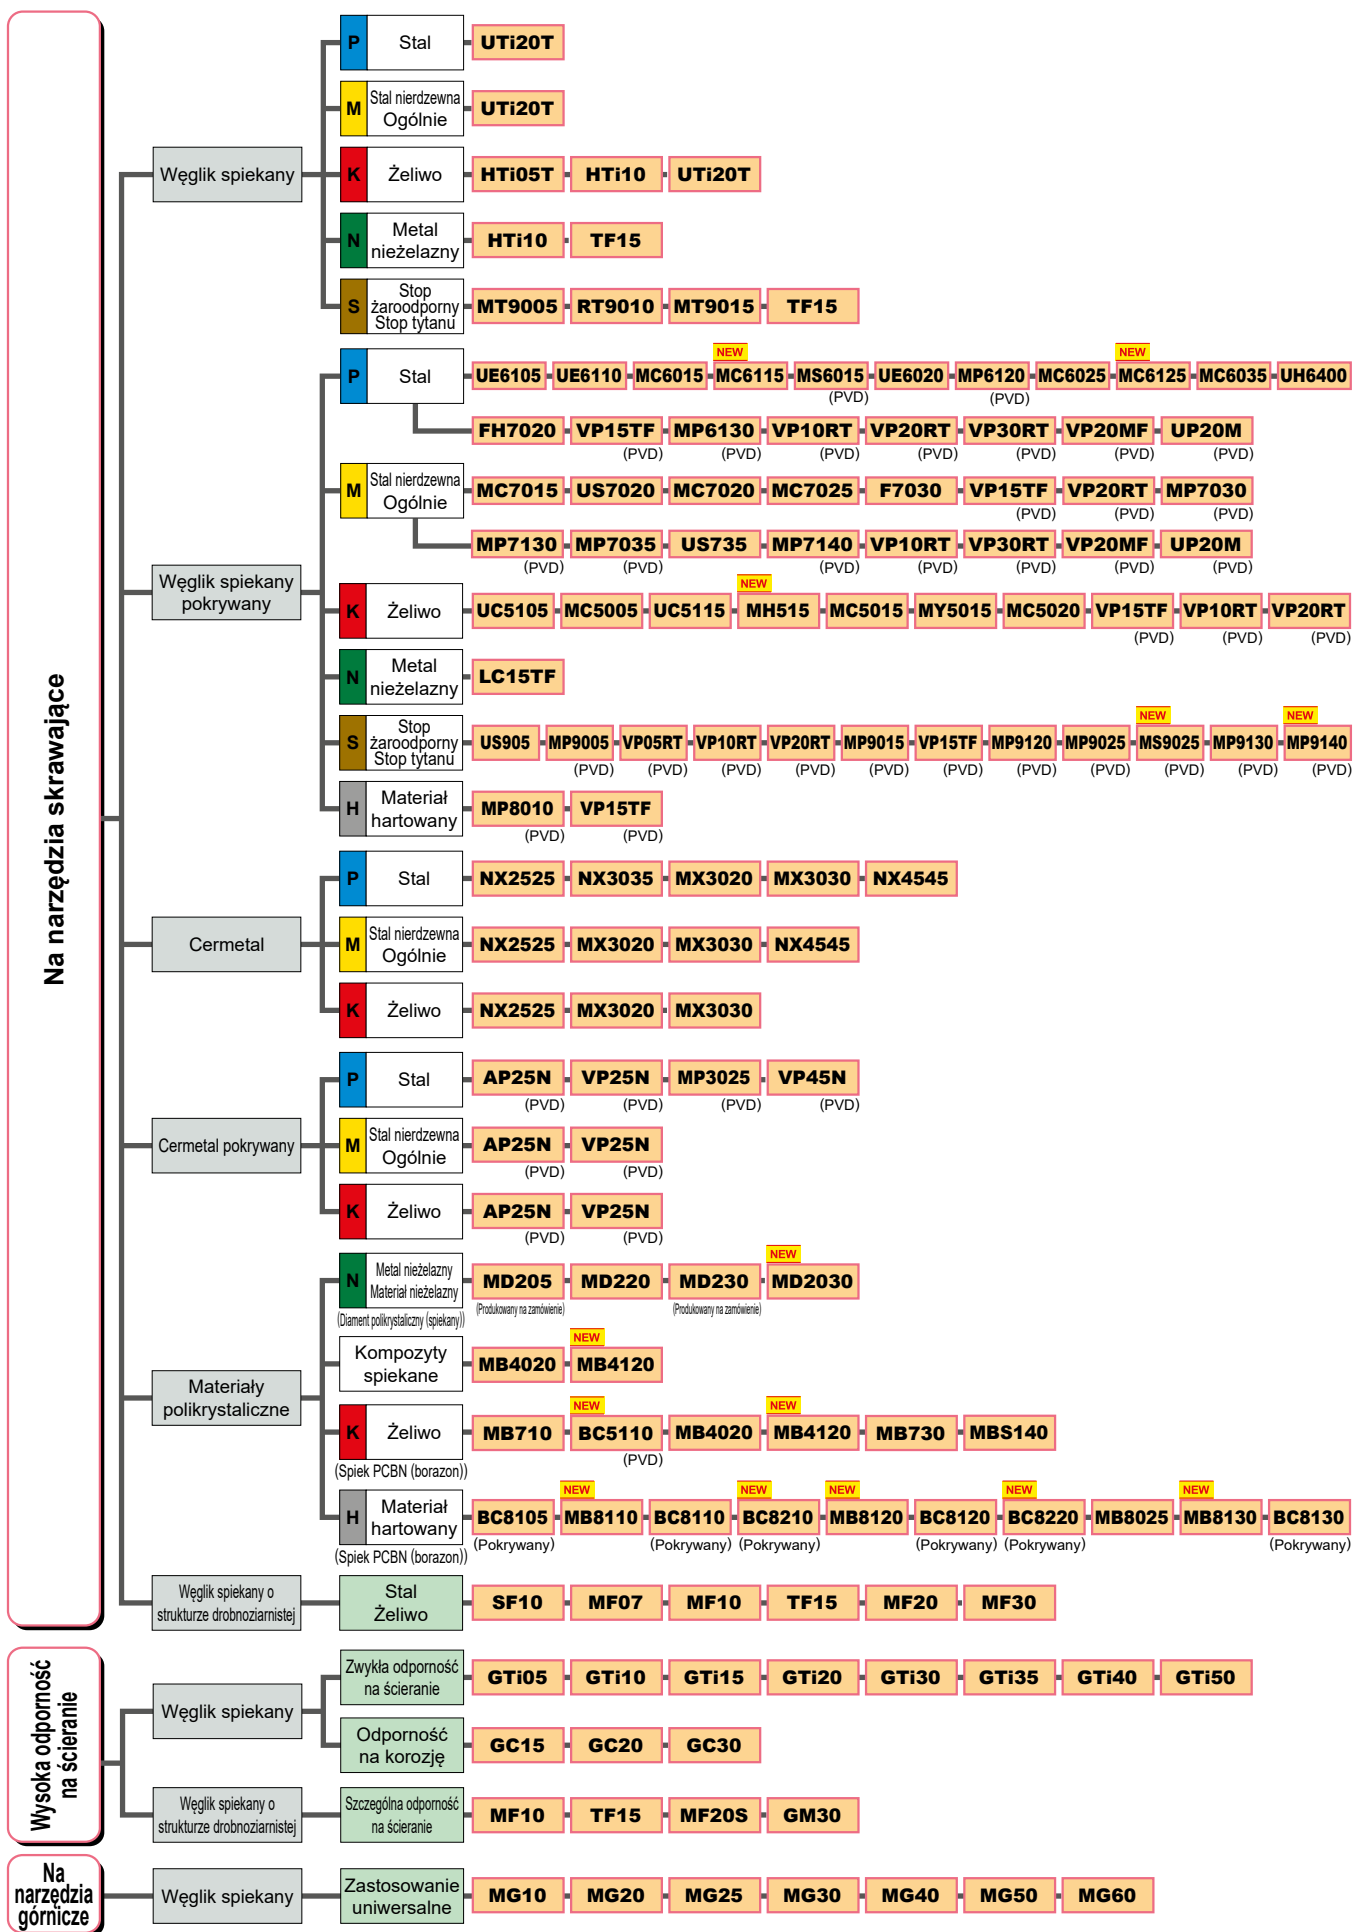 Na narzędzia skrawające
Węglik spiekany
P Stal UTi20T
M Stal nierdzewna
Ogólnie UTi20T
K Żeliwo HTi05T HTi10 UTi20T
N Metal
nieżelazny HTi10 TF15
S Stop
żaroodporny
Stop tytanu MT9005 RT9010 MT9015 TF15
Węglik spiekany
pokrywany
NEW NEW
P Stal UE6105 UE6110 MC6015 MC6115 MS6015 UE6020 MP6120 MC6025 MC6125 MC6035 UH6400
(PVD) (PVD)
FH7020 VP15TF MP6130 VP10RT VP20RT VP30RT VP20MF UP20M
(PVD) (PVD) (PVD) (PVD) (PVD) (PVD) (PVD)
M Stal nierdzewna
Ogólnie MC7015 US7020 MC7020 MC7025 F7030 VP15TF VP20RT MP7030
(PVD) (PVD) (PVD)
MP7130 MP7035 US735 MP7140 VP10RT VP30RT VP20MF UP20M
(PVD) (PVD) (PVD) (PVD) (PVD) (PVD) (PVD)
NEW
K Żeliwo UC5105 MC5005 UC5115 MH515 MC5015 MY5015 MC5020 VP15TF VP10RT VP20RT
(PVD) (PVD) (PVD)
N Metal
nieżelazny LC15TF
NEW NEW
S Stop
żaroodporny
Stop tytanu US905 MP9005 VP05RT VP10RT VP20RT MP9015 VP15TF MP9120 MP9025 MS9025 MP9130 MP9140
(PVD) (PVD) (PVD) (PVD) (PVD) (PVD) (PVD) (PVD) (PVD) (PVD) (PVD)
H Materiał
hartowany MP8010 VP15TF
(PVD) (PVD)
Cermetal
P Stal NX2525 NX3035 MX3020 MX3030 NX4545
M Stal nierdzewna
Ogólnie NX2525 MX3020 MX3030 NX4545
K Żeliwo NX2525 MX3020 MX3030
Cermetal pokrywany
P Stal AP25N VP25N MP3025 VP45N
(PVD) (PVD) (PVD) (PVD)
M Stal nierdzewna
Ogólnie AP25N VP25N
(PVD) (PVD)
K Żeliwo AP25N VP25N
(PVD) (PVD)
Materiały
polikrystaliczne
NEW
N Metal nieżelazny
Materiał nieżelazny MD205 MD220 MD230 MD2030
(Diament polikrystaliczny (spiekany)) (Produkowany na zamówienie) (Produkowany na zamówienie)
NEW
Kompozyty
spiekane MB4020 MB4120
NEW NEW
K Żeliwo MB710 BC5110 MB4020 MB4120 MB730 MBS140
(Spiek PCBN (borazon)) (PVD)
NEW NEW NEW NEW NEW
H Materiał
hartowany BC8105 MB8110 BC8110 BC8210 MB8120 BC8120 BC8220 MB8025 MB8130 BC8130
(Spiek PCBN (borazon)) (Pokrywany) (Pokrywany) (Pokrywany) (Pokrywany) (Pokrywany) (Pokrywany)
Węglik spiekany o
strukturze drobnoziarnistej
Stal
Żeliwo SF10 MF07 MF10 TF15 MF20 MF30
Wysoka odporność
na ścieranie
Węglik spiekany
Zwykła odporność
na ścieranie GTi05 GTi10 GTi15 GTi20 GTi30 GTi35 GTi40 GTi50
Odporność
na korozję GC15 GC20 GC30
Węglik spiekany o
strukturze drobnoziarnistej
Szczególna odporność
na ścieranie MF10 TF15 MF20S GM30
Na
narzędzia
górnicze
Węglik spiekany
Zastosowanie
uniwersalne MG10 MG20 MG25 MG30 MG40 MG50 MG60